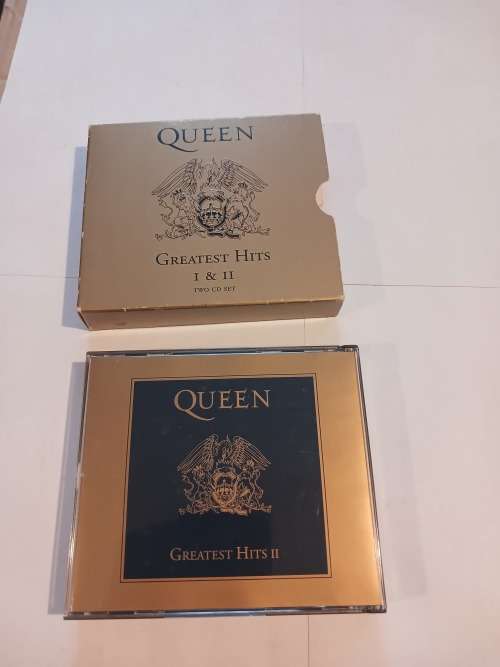 QUEEN
GREATEST HITS
I & II
TWO CD SET
QUEEN
GREATEST HITS II